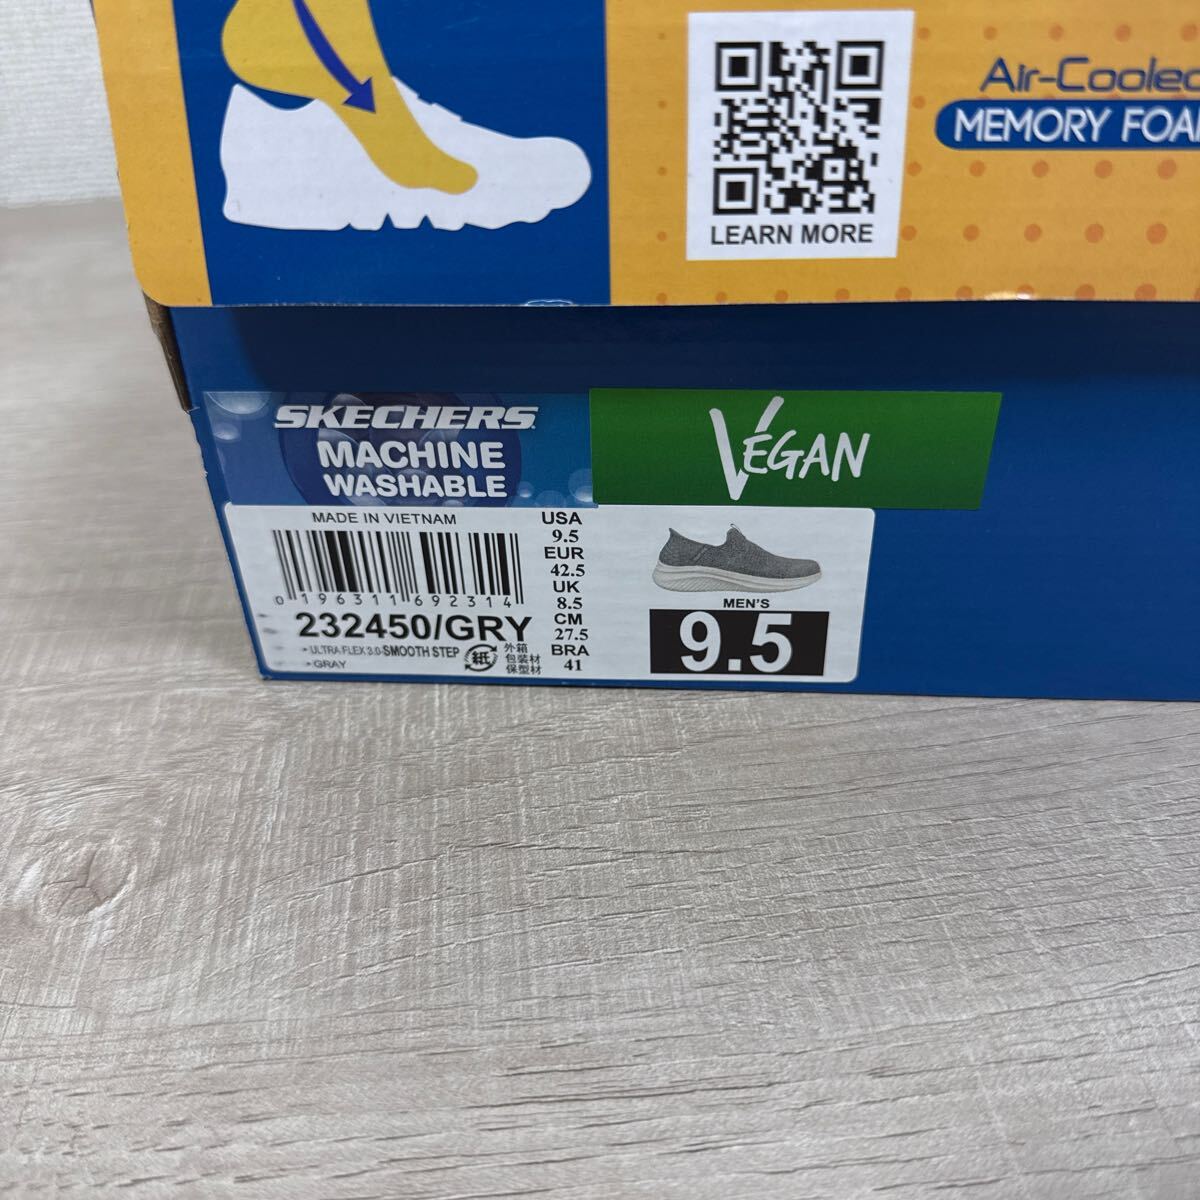 Air-Cooled
MEMORY FOA
LEARN MORE
SKECHERS
MACHINE
WASHABLE
VEGAN
MADE IN VIETNAM
0 196311 692314
232450/GRY
ULTRA FLEX 3.0-SMOOTH STEP
GRAY
紙
外箱
包装材
保型材
USA
9.5
EUR
42.5
UK
8.5
CM
27.5
BRA
41
MEN'S
9.5